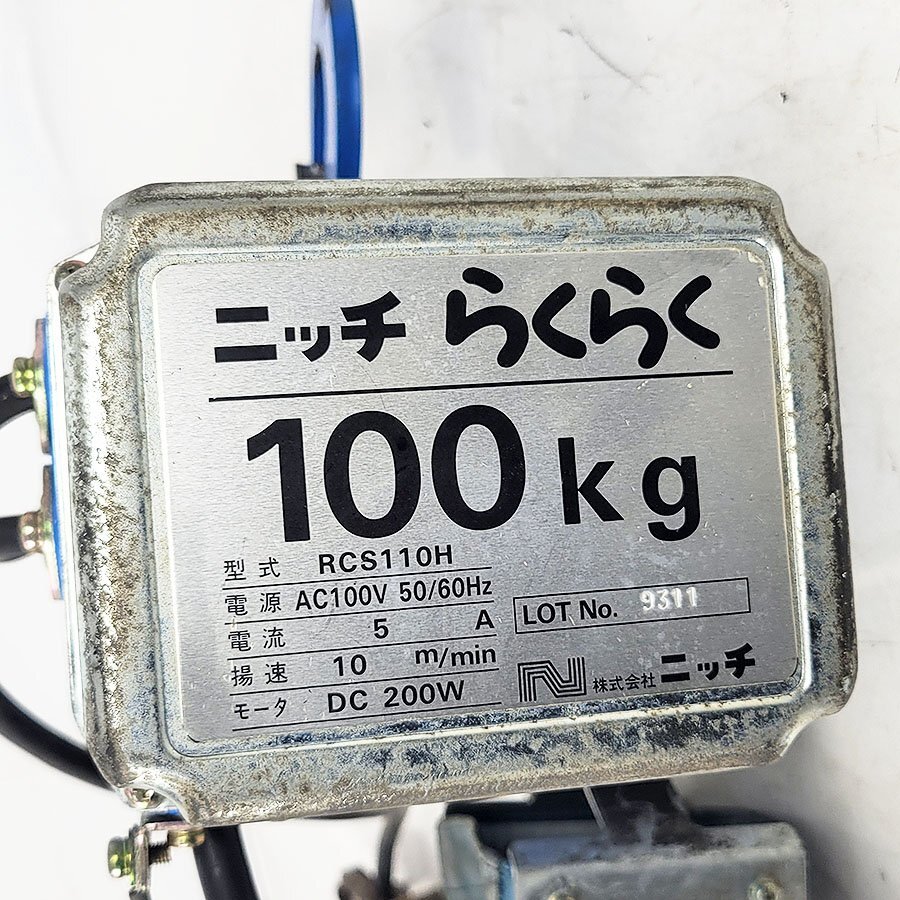 ニッチ らくらく
100kg
型式 RCS110H
電源 AC100V 50/60Hz
電流 5 A
揚速 10 m/min
モータ DC 200W
LOT No. 9311
株式会社 ニッチ